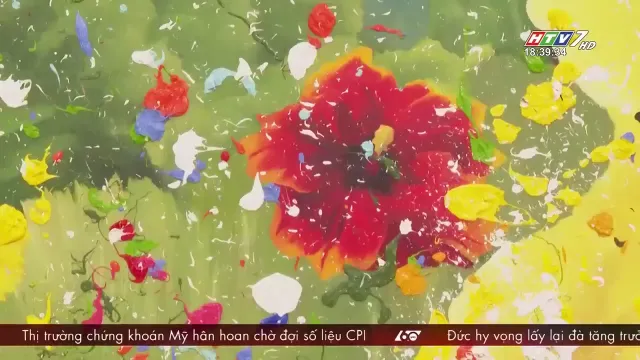 HTV7 HD
18:39:34
Thị trường chứng khoán Mỹ hân hoan chờ đợi số liệu CPI
60 Đức hy vọng lấy lại đà tăng trư